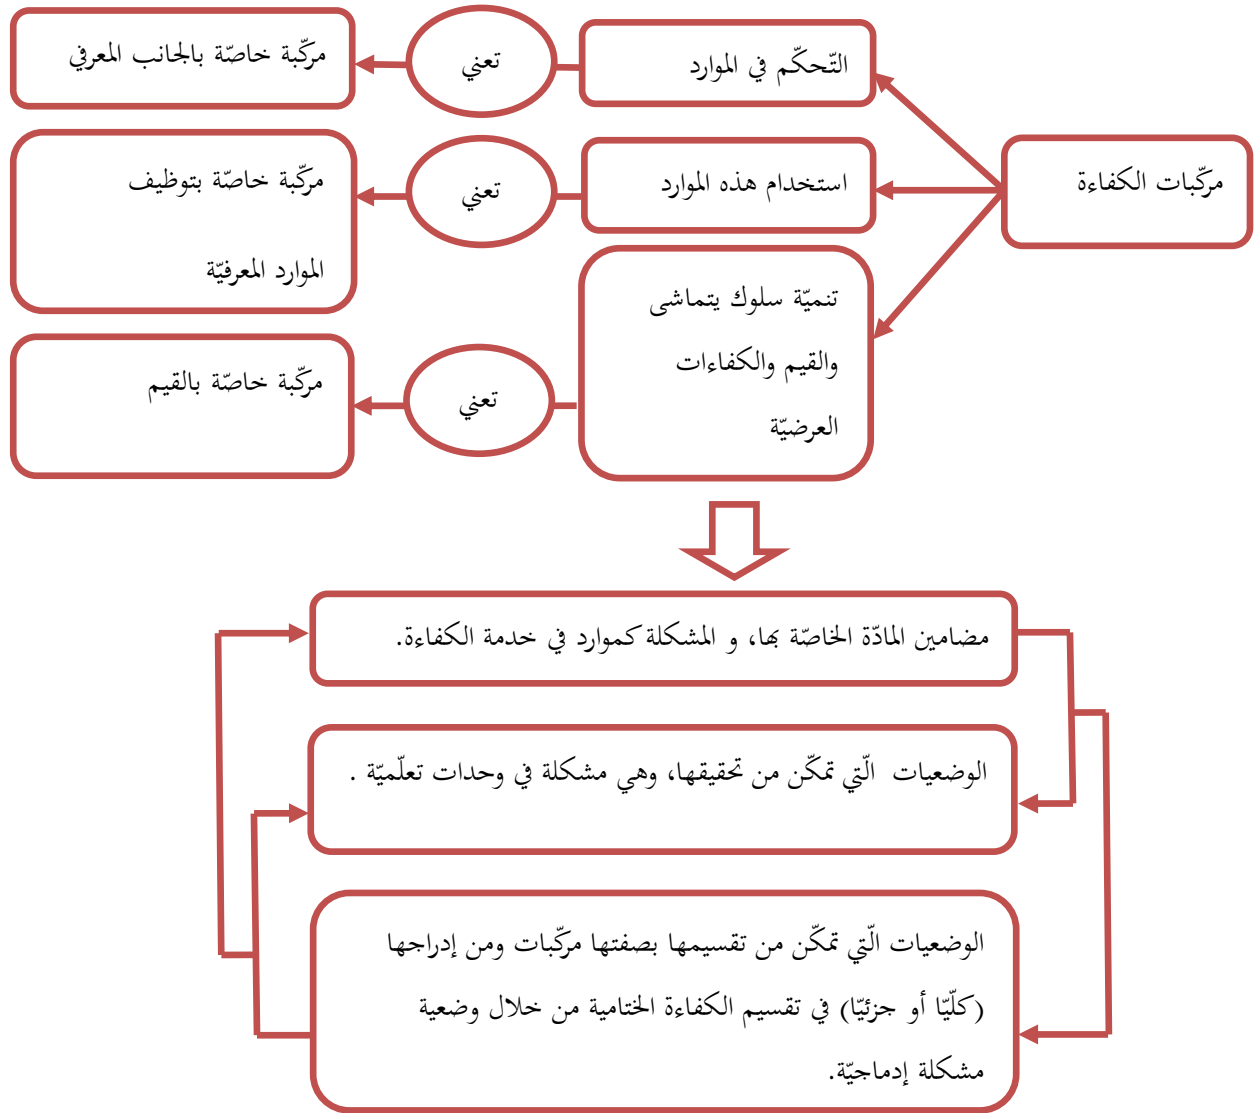 مركّبات الكفاءة
التّحكّم في الموارد
تعني
مركّبة خاصّة بالجانب المعرفي
استخدام هذه الموارد
تعني
مركّبة خاصّة بتوظيف
الموارد المعرفيّة
تنميّة سلوك يتماشى
والقيم والكفاءات
العرضيّة
تعني
مركّبة خاصّة بالقيم
مضامين المادّة الخاصّة بها، و المشكلة كموارد في خدمة الكفاءة.
الوضعيات الّتي تمكّن من تحقيقها، وهي مشكلة في وحدات تعلّميّة .
الوضعيات الّتي تمكّن من تقسيمها بصفتها مركّبات ومن إدراجها
(كلّيّا أو جزئيّا) في تقسيم الكفاءة الختامية من خلال وضعية
مشكلة إدماجيّة.